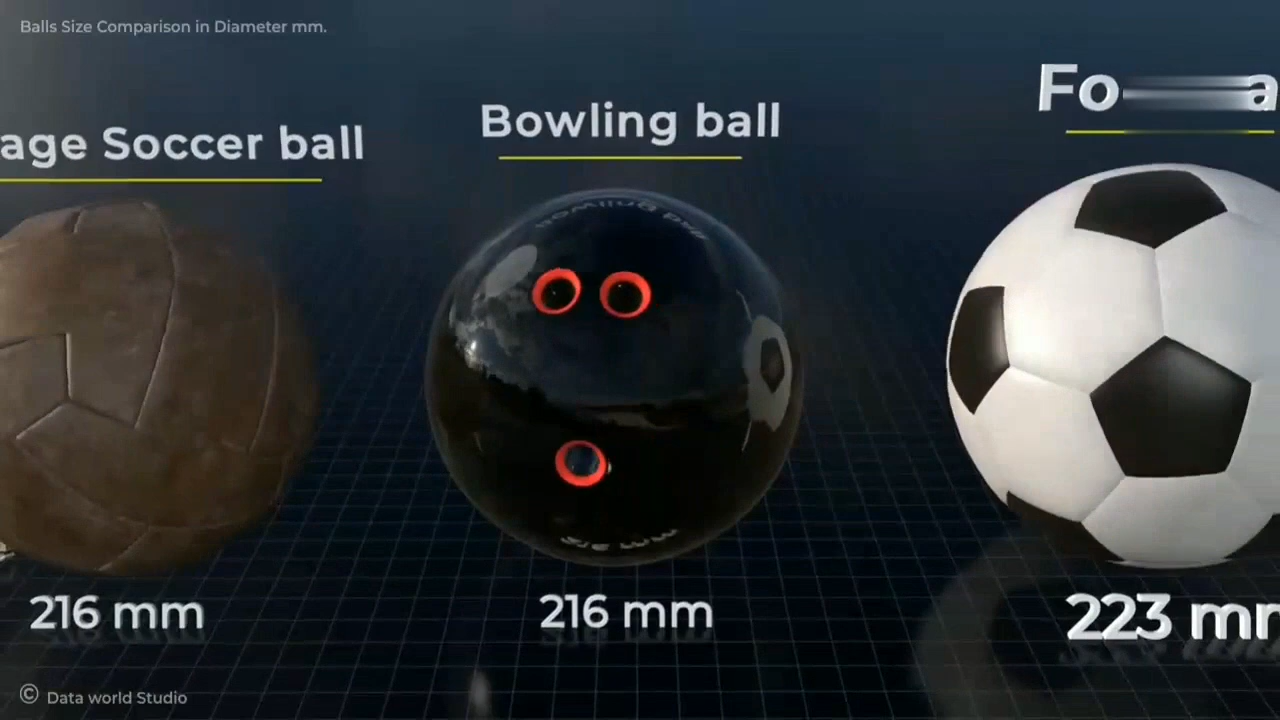 Balls Size Comparison in Diameter mm.
age Soccer ball
Bowling ball
216 mm
216 mm
223
© Data world Studio